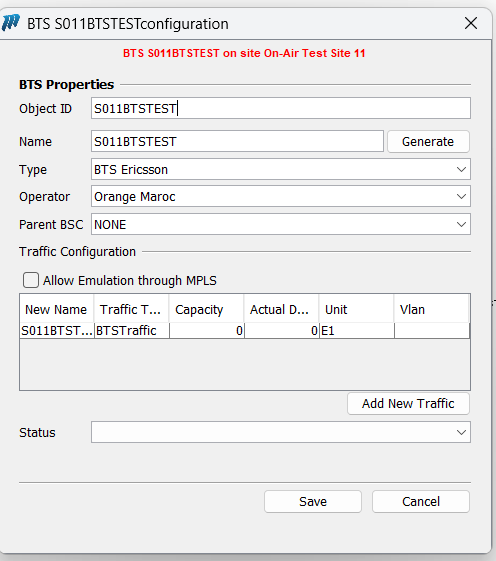 BTS S011BTSTESTconfiguration
BTS S011BTSTEST on site On-Air Test Site 11
BTS Properties
Object ID S011BTSTEST
Name S011BTSTEST Generate
Type BTS Ericsson
Operator Orange Maroc
Parent BSC NONE
Traffic Configuration
Allow Emulation through MPLS
New Name Traffic T... Capacity Actual D... Unit Vlan
S011BTST... BTSTraffic 0 0 E1
Add New Traffic
Status
Save Cancel